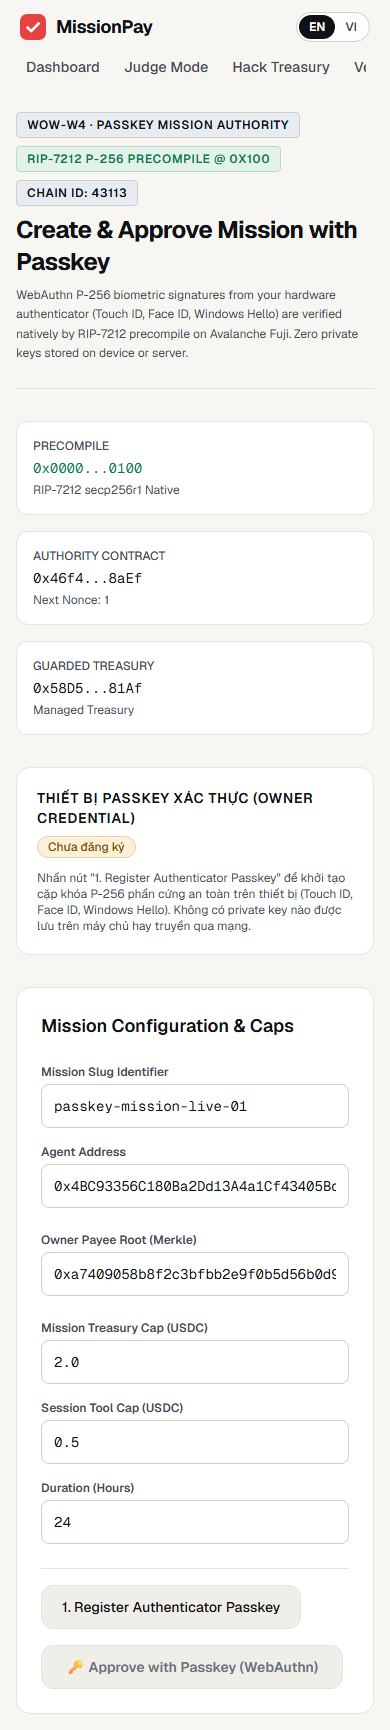 MissionPay
EN VI
Dashboard Judge Mode Hack Treasury
WOW-W4 · PASSKEY MISSION AUTHORITY
RIP-7212 P-256 PRECOMPILE @ 0X100
CHAIN ID: 43113
Create & Approve Mission with
Passkey
WebAuthn P-256 biometric signatures from your hardware
authenticator (Touch ID, Face ID, Windows Hello) are verified
natively by RIP-7212 precompile on Avalanche Fuji. Zero private
keys stored on device or server.
PRECOMPILE
0x0000...0100
RIP-7212 secp256r1 Native
AUTHORITY CONTRACT
0x46f4...8aEf
Next Nonce: 1
GUARDED TREASURY
0x58D5...81Af
Managed Treasury
THIẾT BỊ PASSKEY XÁC THỰC (OWNER
CREDENTIAL)
Chưa đăng ký
Nhấn nút "1. Register Authenticator Passkey" để khởi tạo
cặp khóa P-256 phần cứng an toàn trên thiết bị (Touch ID,
Face ID, Windows Hello). Không có private key nào được
lưu trên máy chủ hay truyền qua mạng.
Mission Configuration & Caps
Mission Slug Identifier
passkey-mission-live-01
Agent Address
0x4BC93356C180Ba2Dd13A4a1Cf43405Bc
Owner Payee Root (Merkle)
0xa7409058b8f2c3bfbb2e9f0b5d56b0d9
Mission Treasury Cap (USDC)
2.0
Session Tool Cap (USDC)
0.5
Duration (Hours)
24
1. Register Authenticator Passkey
🔑 Approve with Passkey (WebAuthn)